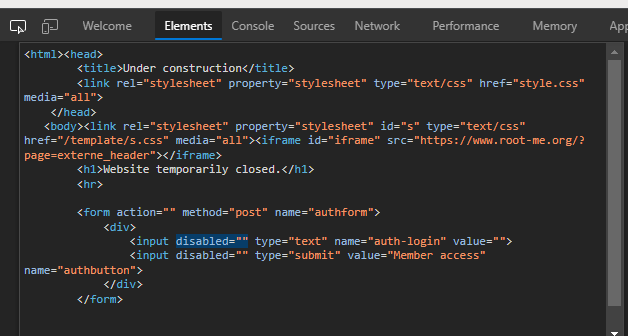 Welcome Elements Console Sources Network Performance Memory Ap
<html><head>
<title>Under construction</title>
<link rel="stylesheet" property="stylesheet" type="text/css" href="style.css"
media="all">
</head>
<body><link rel="stylesheet" property="stylesheet" id="s" type="text/css"
href="/template/s.css" media="all"><iframe id="iframe" src="https://www.root-me.org/?
page=externe_header"></iframe>
<h1>Website temporarily closed.</h1>
<hr>
<form action="" method="post" name="authform">
<div>
<input disabled="" type="text" name="auth-login" value="">
<input disabled="" type="submit" value="Member access"
name="authbutton">
</div>
</form>